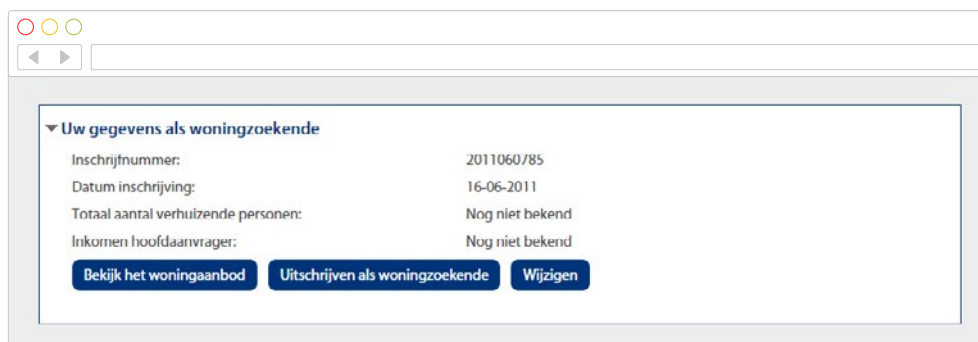 Uw gegevens als woningzoekende
Inschrijfnummer: 2011060785
Datum inschrijving: 16-06-2011
Totaal aantal verhuizende personen: Nog niet bekend
Inkomen hoofdaanvrager: Nog niet bekend
Bekijk het woningaanbod Uitschrijven als woningzoekende Wijzigen